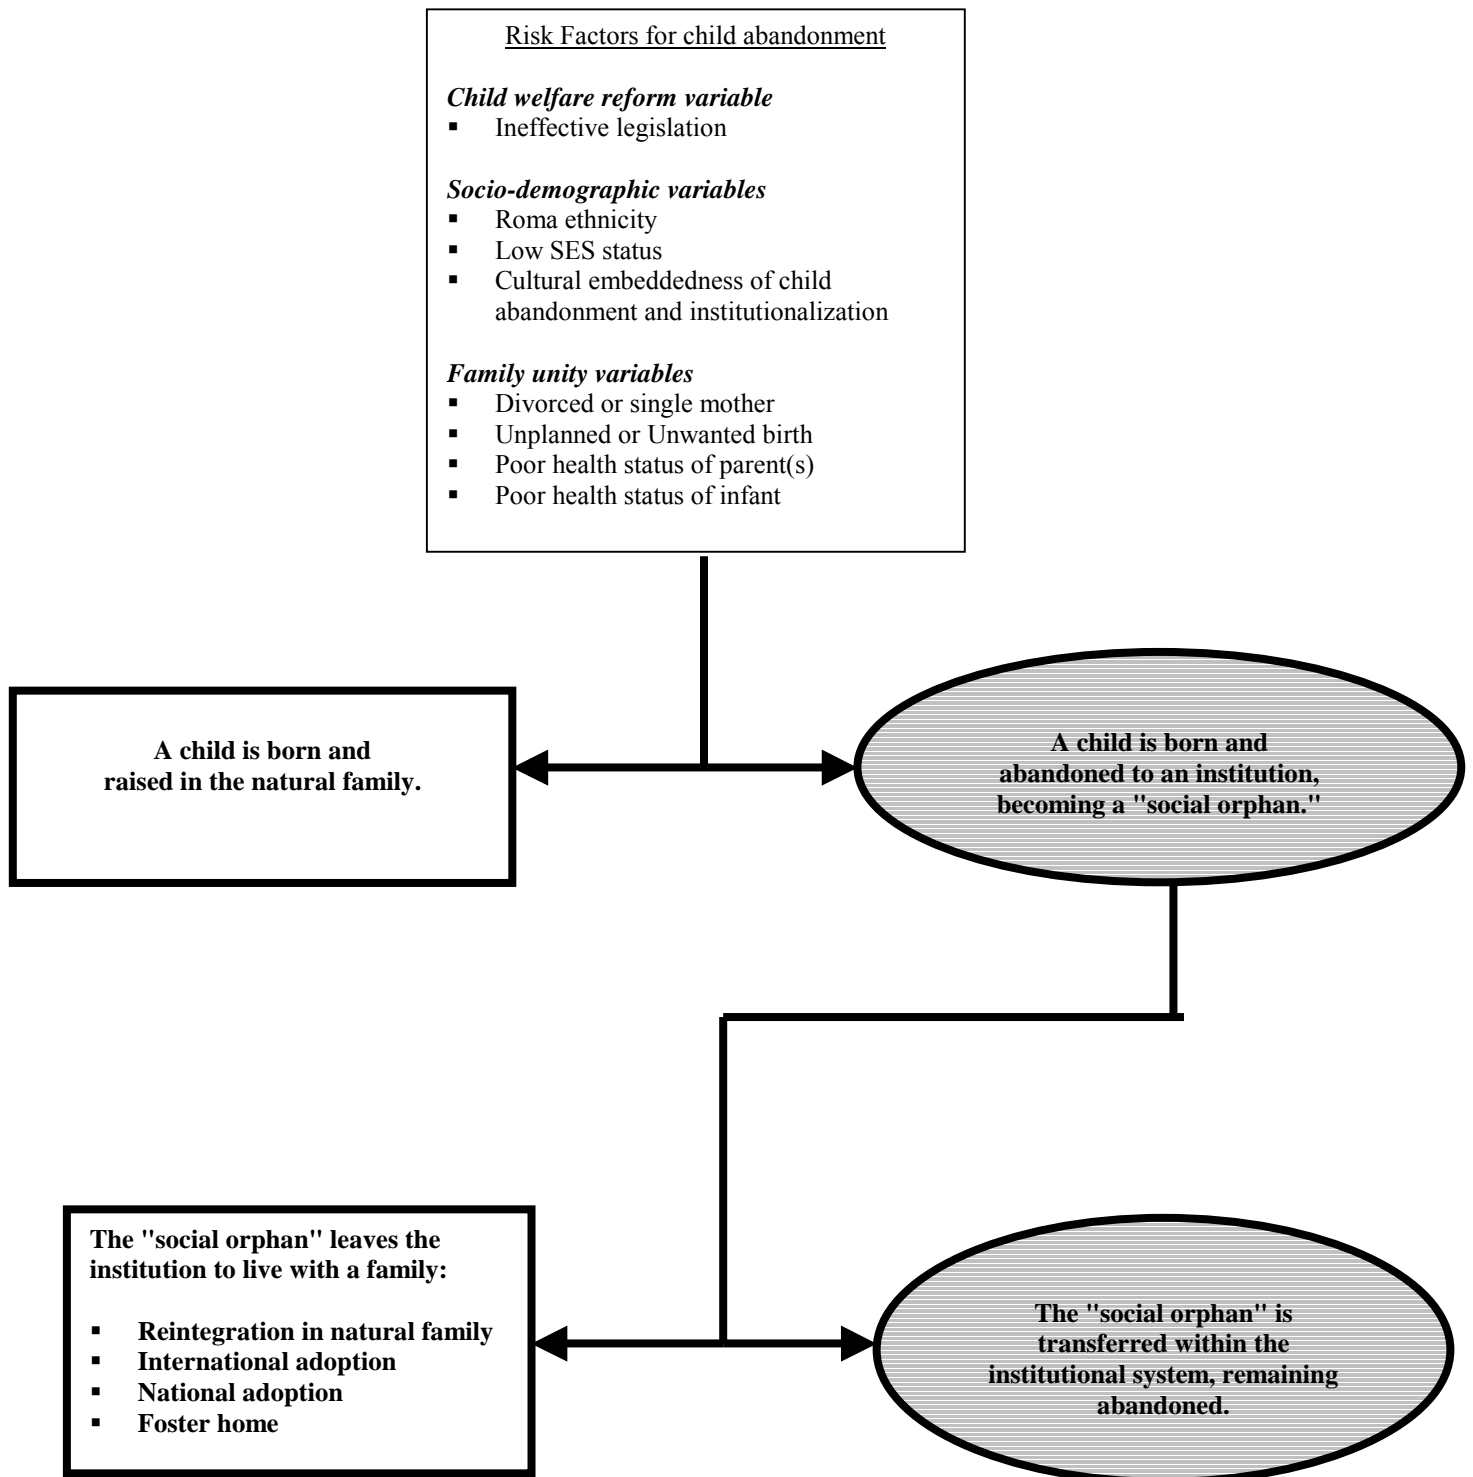 Risk Factors for child abandonment
Child welfare reform variable
▪ Ineffective legislation
Socio-demographic variables
▪ Roma ethnicity
▪ Low SES status
▪ Cultural embeddedness of child
abandonment and institutionalization
Family unity variables
▪ Divorced or single mother
▪ Unplanned or Unwanted birth
▪ Poor health status of parent(s)
▪ Poor health status of infant
A child is born and
raised in the natural family.
A child is born and
abandoned to an institution,
becoming a "social orphan."
The "social orphan" leaves the
institution to live with a family:
▪ Reintegration in natural family
▪ International adoption
▪ National adoption
▪ Foster home
The "social orphan" is
transferred within the
institutional system, remaining
abandoned.